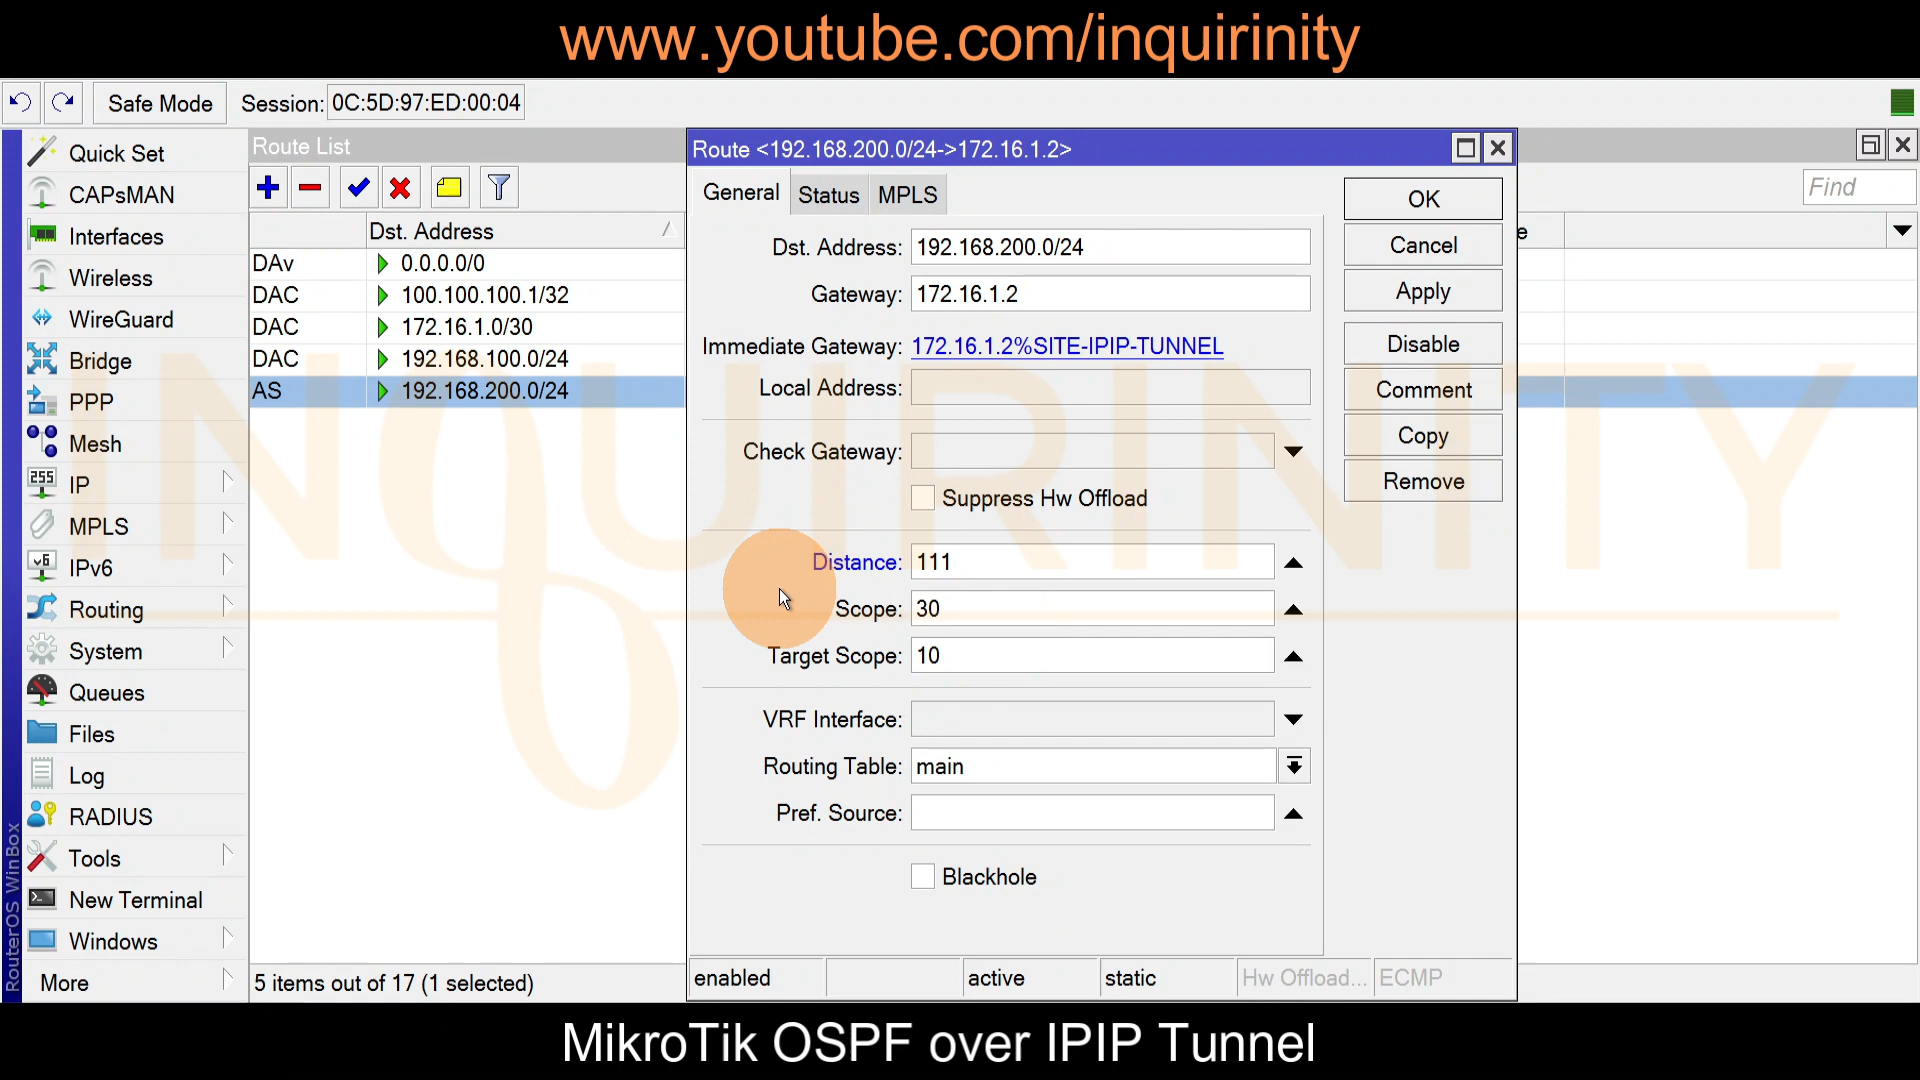 www.youtube.com/inquirinity
Safe Mode
Session: 0C:5D:97:ED:00:04
Quick Set
CAPsMAN
Interfaces
Wireless
WireGuard
Bridge
PPP
Mesh
255
IP
MPLS
v6
IPv6
Routing
System
Queues
Files
Log
RADIUS
Tools
New Terminal
Windows
More
RouterOS WinBox
Route List
Find
Dst. Address
e
DAv 0.0.0.0/0
DAC 100.100.100.1/32
DAC 172.16.1.0/30
DAC 192.168.100.0/24
AS 192.168.200.0/24
5 items out of 17 (1 selected)
Route <192.168.200.0/24->172.16.1.2>
General Status MPLS
Dst. Address: 192.168.200.0/24
Gateway: 172.16.1.2
Immediate Gateway: 172.16.1.2%SITE-IPIP-TUNNEL
Local Address:
Check Gateway:
Suppress Hw Offload
Distance: 111
Scope: 30
Target Scope: 10
VRF Interface:
Routing Table: main
Pref. Source:
Blackhole
enabled active static Hw Offload... ECMP
OK
Cancel
Apply
Disable
Comment
Copy
Remove
INQUIRINITY
MikroTik OSPF over IPIP Tunnel